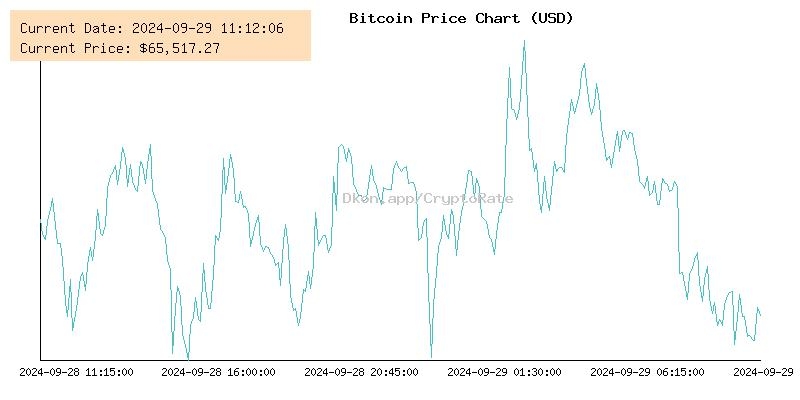 Bitcoin Price Chart (USD)
Current Date: 2024-09-29 11:12:06
Current Price: $65,517.27
Dkon.app/CryptoRate
2024-09-28 11:15:00 2024-09-28 16:00:00 2024-09-28 20:45:00 2024-09-29 01:30:00 2024-09-29 06:15:00 2024-09-29